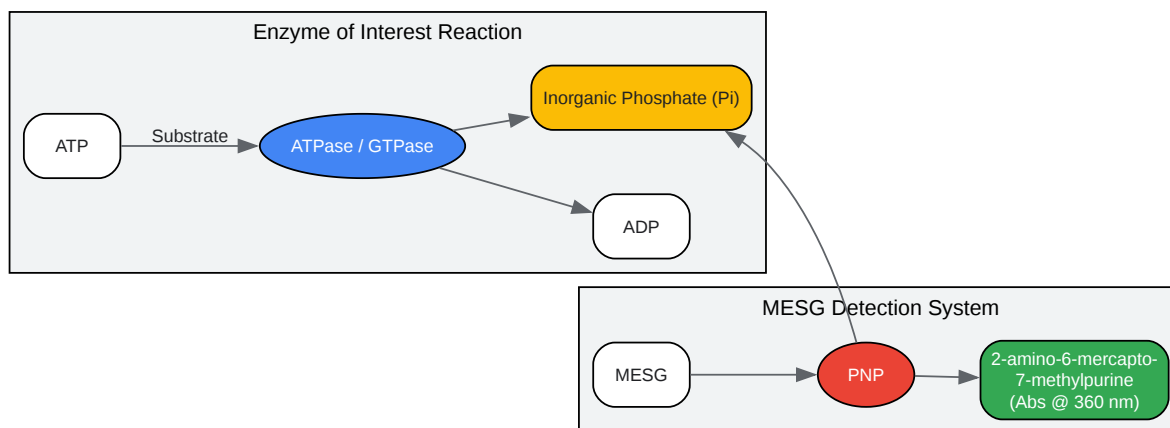 Enzyme of Interest Reaction
Inorganic Phosphate (Pi)
ATP
Substrate
ATPase / GTPase
ADP
MESG Detection System
MESG
PNP
2-amino-6-mercapto-
7-methylpurine
(Abs @ 360 nm)